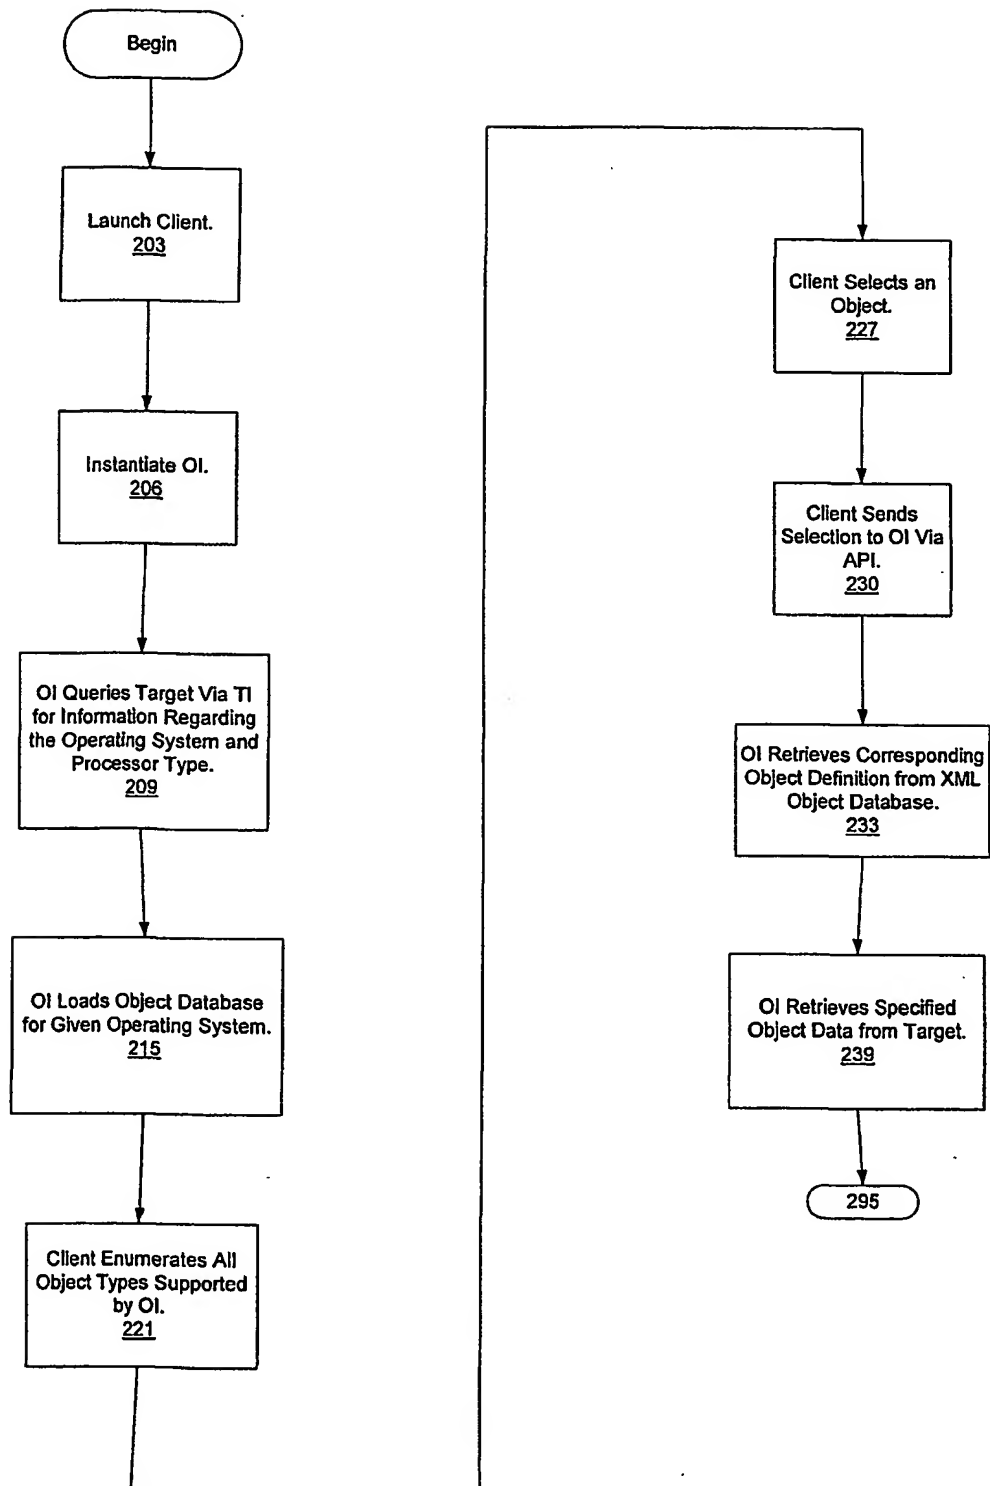 Begin
Launch Client.
203
Instantiate OI.
206
OI Queries Target Via TI
for Information Regarding
the Operating System and
Processor Type.
209
OI Loads Object Database
for Given Operating System.
215
Client Enumerates All
Object Types Supported
by OI.
221
Client Selects an
Object.
227
Client Sends
Selection to OI Via
API.
230
OI Retrieves Corresponding
Object Definition from XML
Object Database.
233
OI Retrieves Specified
Object Data from Target.
239
295